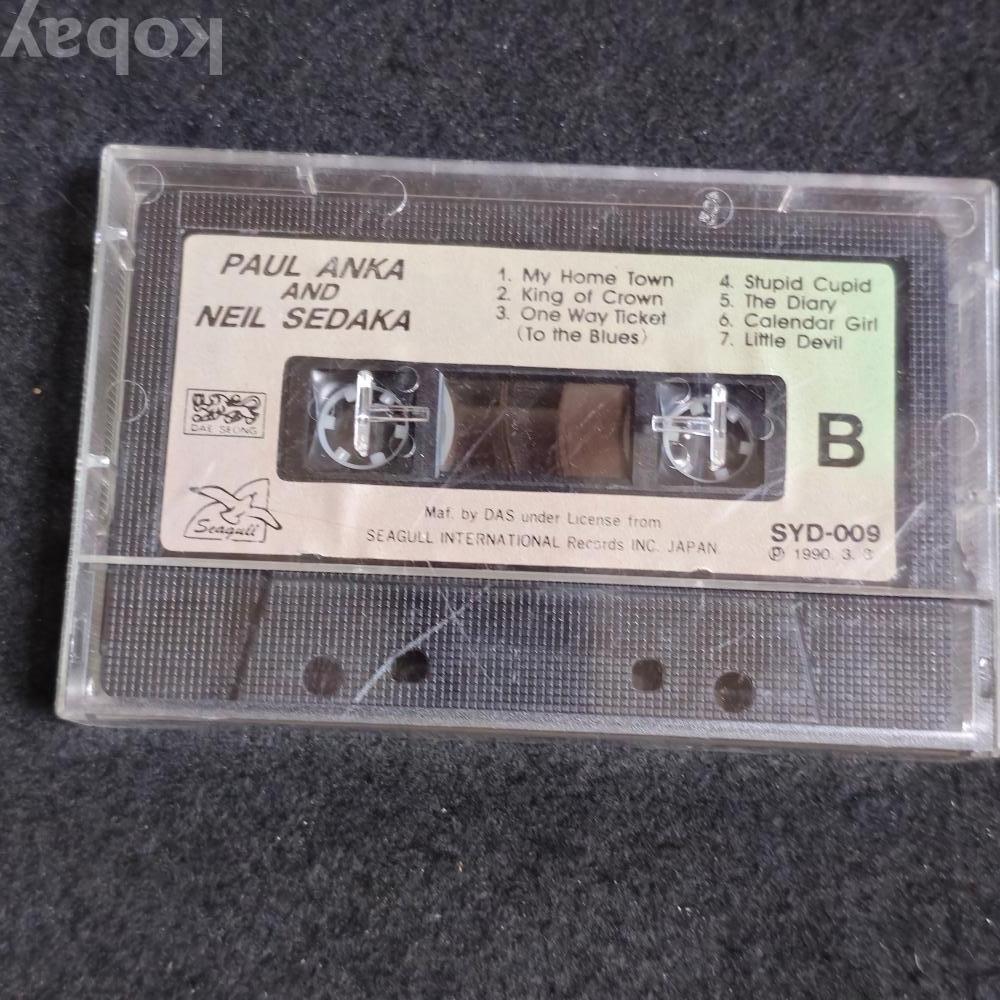 kobay
PAUL ANKA
AND
NEIL SEDAKA
1. My Home Town
2. King of Crown
3. One Way Ticket
(To the Blues)
4. Stupid Cupid
5. The Diary
6. Calendar Girl
7. Little Devil
DAE SEONG
B
Seagull
Maf. by DAS under License from
SEAGULL INTERNATIONAL Records INC. JAPAN
SYD-009
℗ 1990. 3. 3